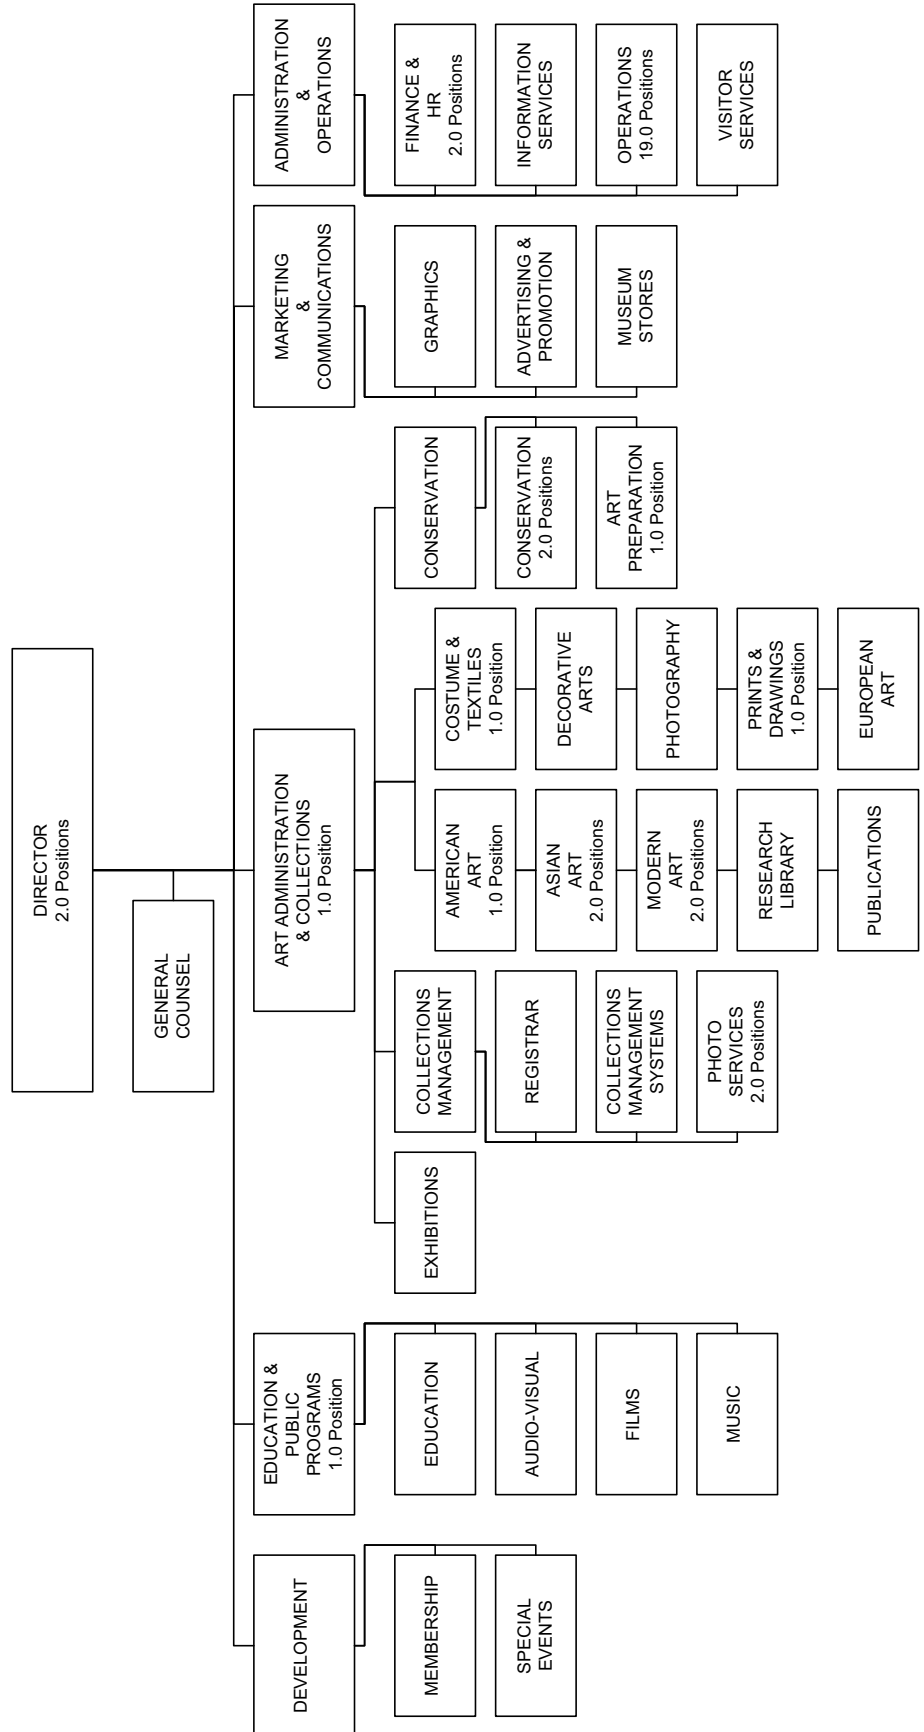 DIRECTOR
2.0 Positions
GENERAL
COUNSEL
DEVELOPMENT
MEMBERSHIP
SPECIAL
EVENTS
EDUCATION &
PUBLIC
PROGRAMS
1.0 Position
EDUCATION
AUDIO-VISUAL
FILMS
MUSIC
ART ADMINISTRATION
& COLLECTIONS
1.0 Position
EXHIBITIONS
COLLECTIONS
MANAGEMENT
REGISTRAR
COLLECTIONS
MANAGEMENT
SYSTEMS
PHOTO
SERVICES
2.0 Positions
AMERICAN
ART
1.0 Position
ASIAN
ART
2.0 Positions
MODERN
ART
2.0 Positions
RESEARCH
LIBRARY
PUBLICATIONS
COSTUME &
TEXTILES
1.0 Position
DECORATIVE
ARTS
PHOTOGRAPHY
PRINTS &
DRAWINGS
1.0 Position
EUROPEAN
ART
CONSERVATION
CONSERVATION
2.0 Positions
ART
PREPARATION
1.0 Position
MARKETING
&
COMMUNICATIONS
GRAPHICS
ADVERTISING &
PROMOTION
MUSEUM
STORES
ADMINISTRATION
&
OPERATIONS
FINANCE &
HR
2.0 Positions
INFORMATION
SERVICES
OPERATIONS
19.0 Positions
VISITOR
SERVICES